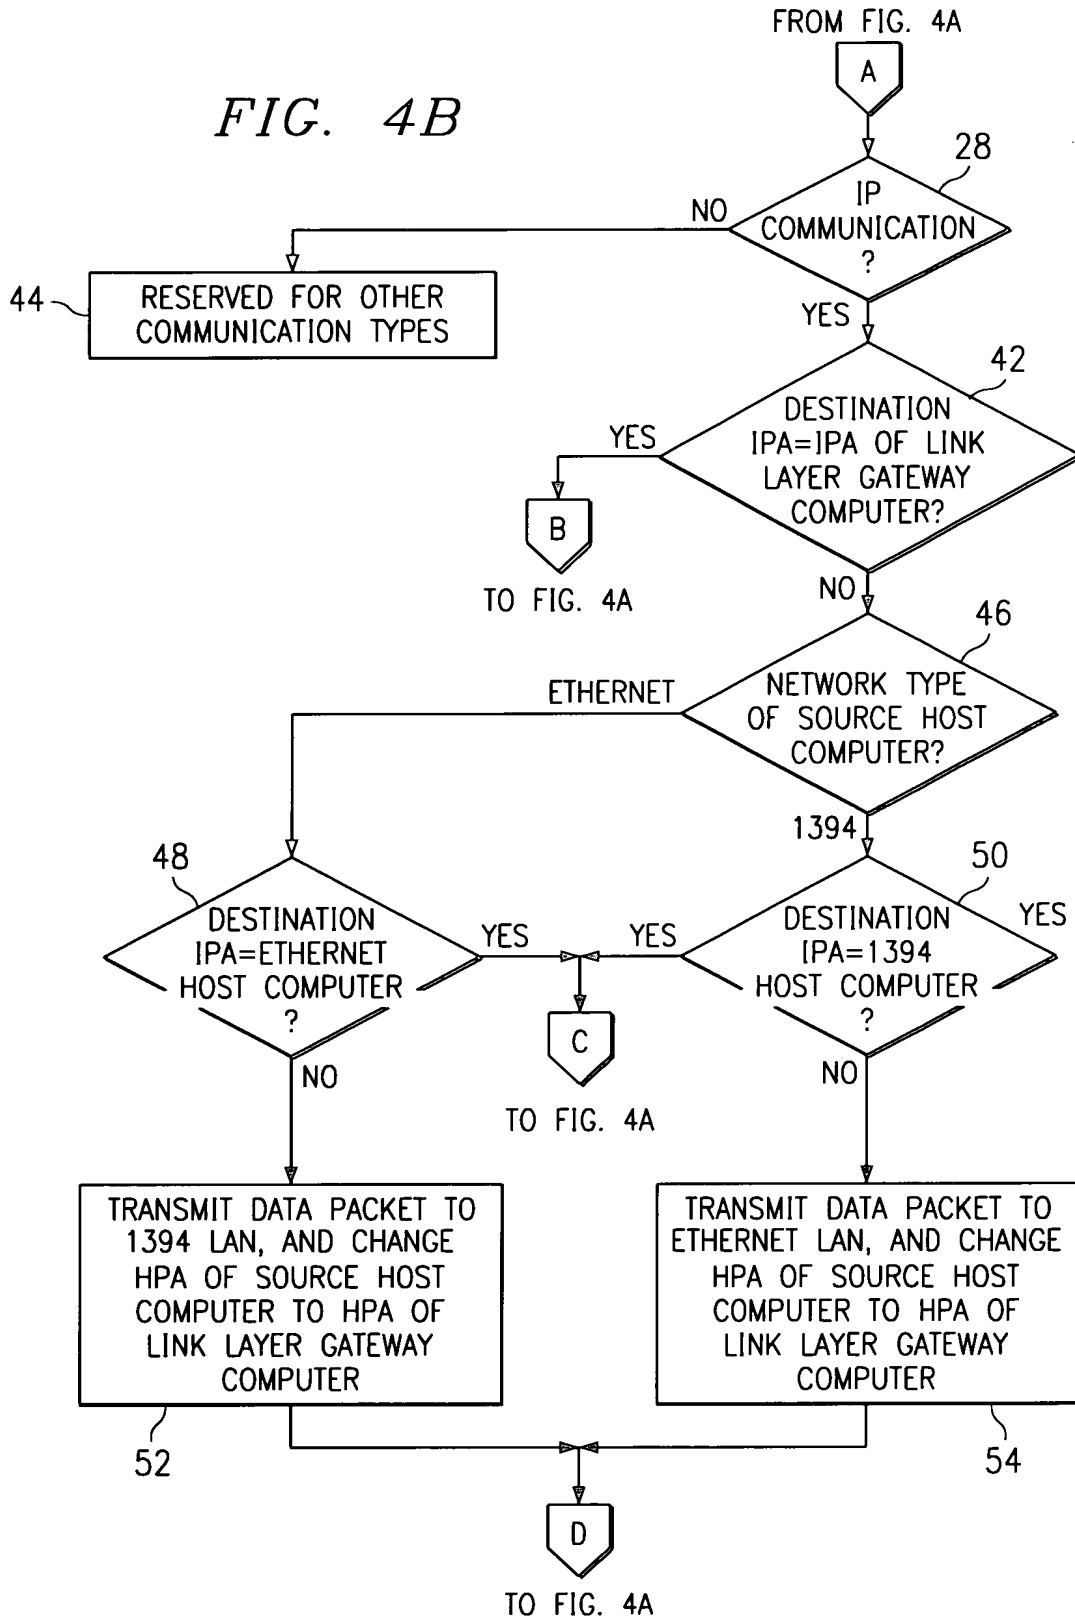 FROM FIG. 4A
A
FIG. 4B
28
IP
COMMUNICATION
?
NO
YES
44
RESERVED FOR OTHER
COMMUNICATION TYPES
42
DESTINATION
IPA=IPA OF LINK
LAYER GATEWAY
COMPUTER?
YES
B
TO FIG. 4A
NO
46
NETWORK TYPE
OF SOURCE HOST
COMPUTER?
ETHERNET
1394
48
DESTINATION
IPA=ETHERNET
HOST COMPUTER
?
YES
NO
50
DESTINATION
IPA=1394
HOST COMPUTER
?
YES
YES
NO
C
TO FIG. 4A
TRANSMIT DATA PACKET TO
1394 LAN, AND CHANGE
HPA OF SOURCE HOST
COMPUTER TO HPA OF
LINK LAYER GATEWAY
COMPUTER
52
TRANSMIT DATA PACKET TO
ETHERNET LAN, AND CHANGE
HPA OF SOURCE HOST
COMPUTER TO HPA OF
LINK LAYER GATEWAY
COMPUTER
54
D
TO FIG. 4A